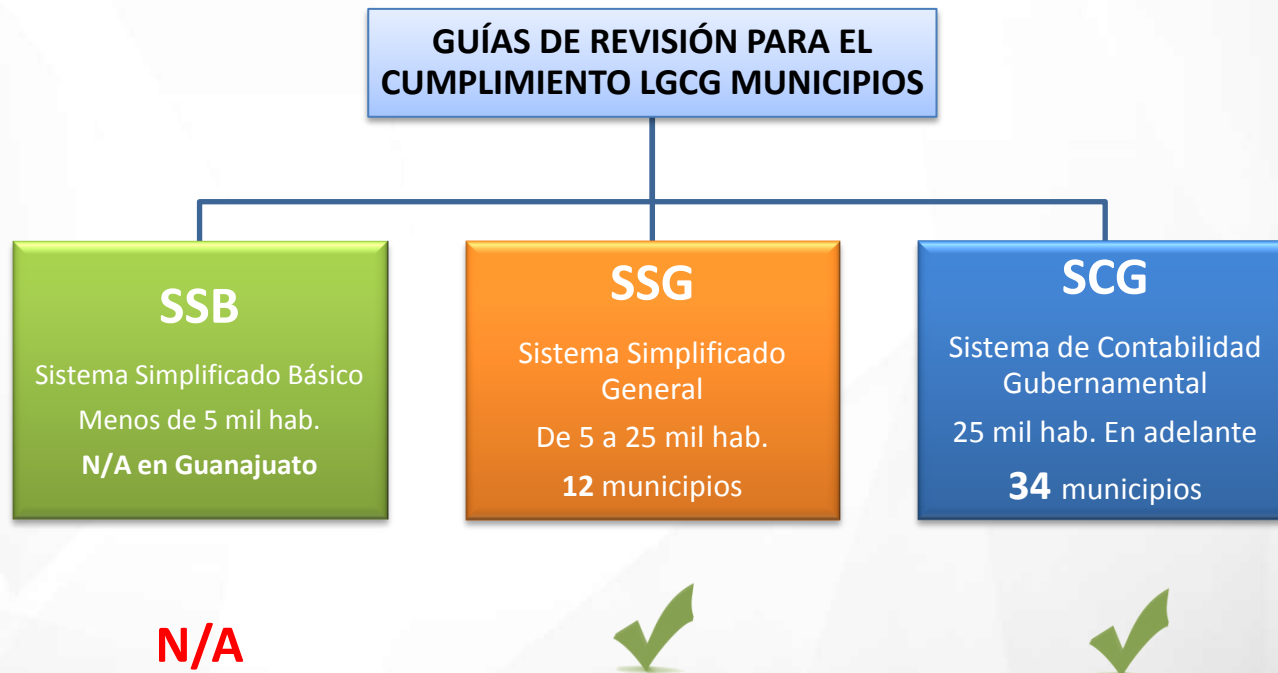 GUÍAS DE REVISIÓN PARA EL
CUMPLIMIENTO LGCG MUNICIPIOS
SSB
Sistema Simplificado Básico
Menos de 5 mil hab.
N/A en Guanajuato
SSG
Sistema Simplificado
General
De 5 a 25 mil hab.
12 municipios
SCG
Sistema de Contabilidad
Gubernamental
25 mil hab. En adelante
34 municipios
N/A